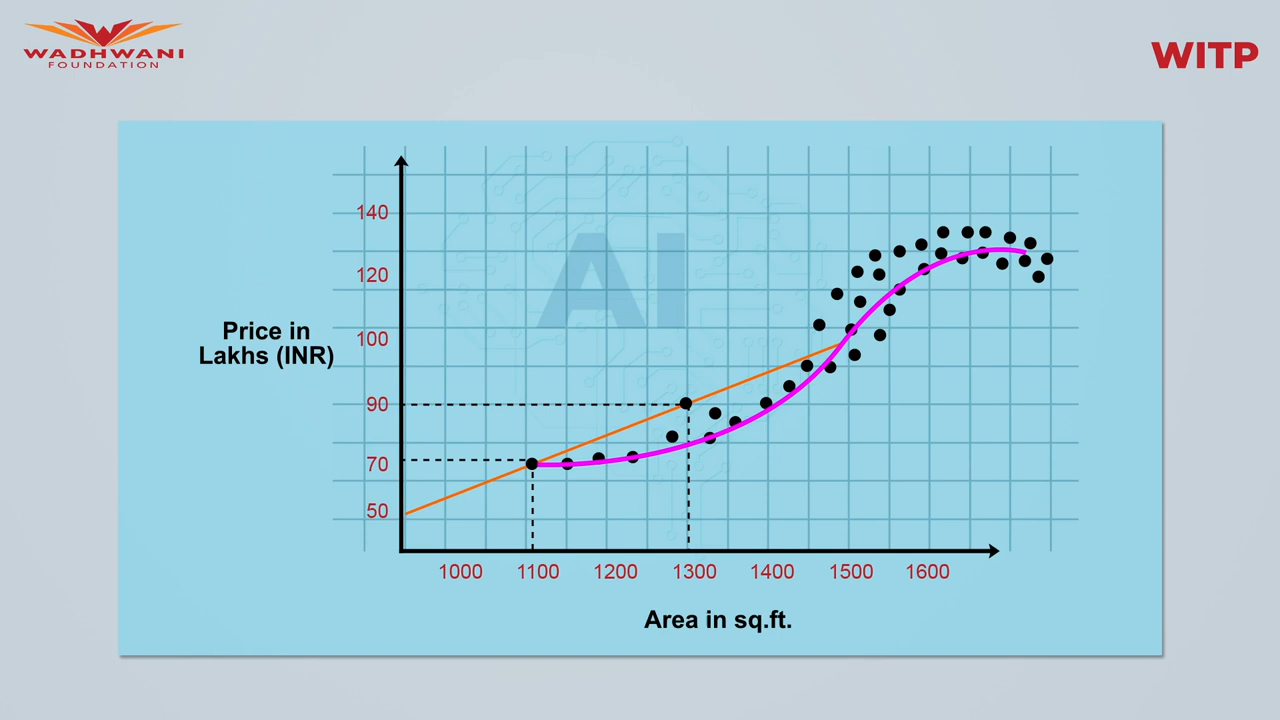 WADHWANI
FOUNDATION
WITP
AI
140
120
100
90
70
50
Price in
Lakhs (INR)
1000 1100 1200 1300 1400 1500 1600
Area in sq.ft.